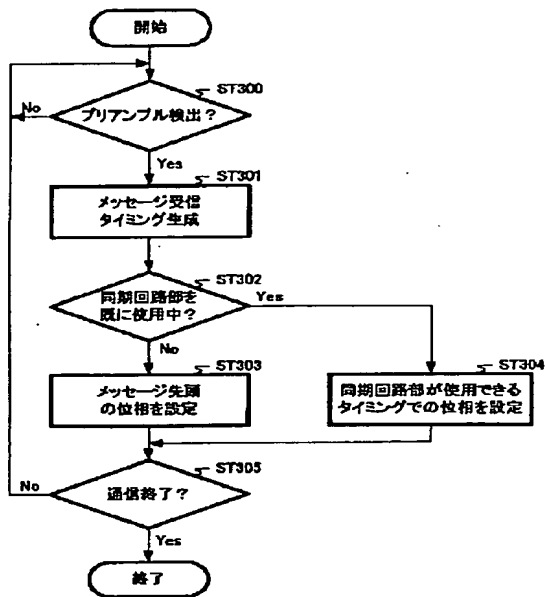 開始
ST300
プリアンブル検出？
No
Yes
ST301
メッセージ受信
タイミング生成
ST302
同期回路部を
既に使用中？
Yes
No
ST303
メッセージ先頭
の位相を設定
ST304
同期回路部が使用できる
タイミングでの位相を設定
ST305
No
通信終了？
Yes
終了